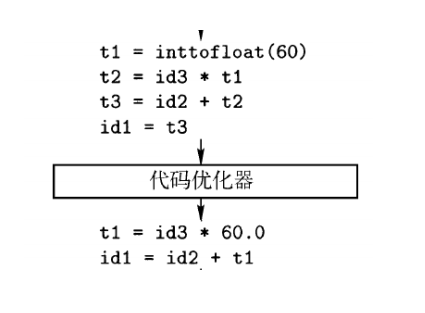 t1 = inttofloat(60)
t2 = id3 * t1
t3 = id2 + t2
id1 = t3
代码优化器
t1 = id3 * 60.0
id1 = id2 + t1